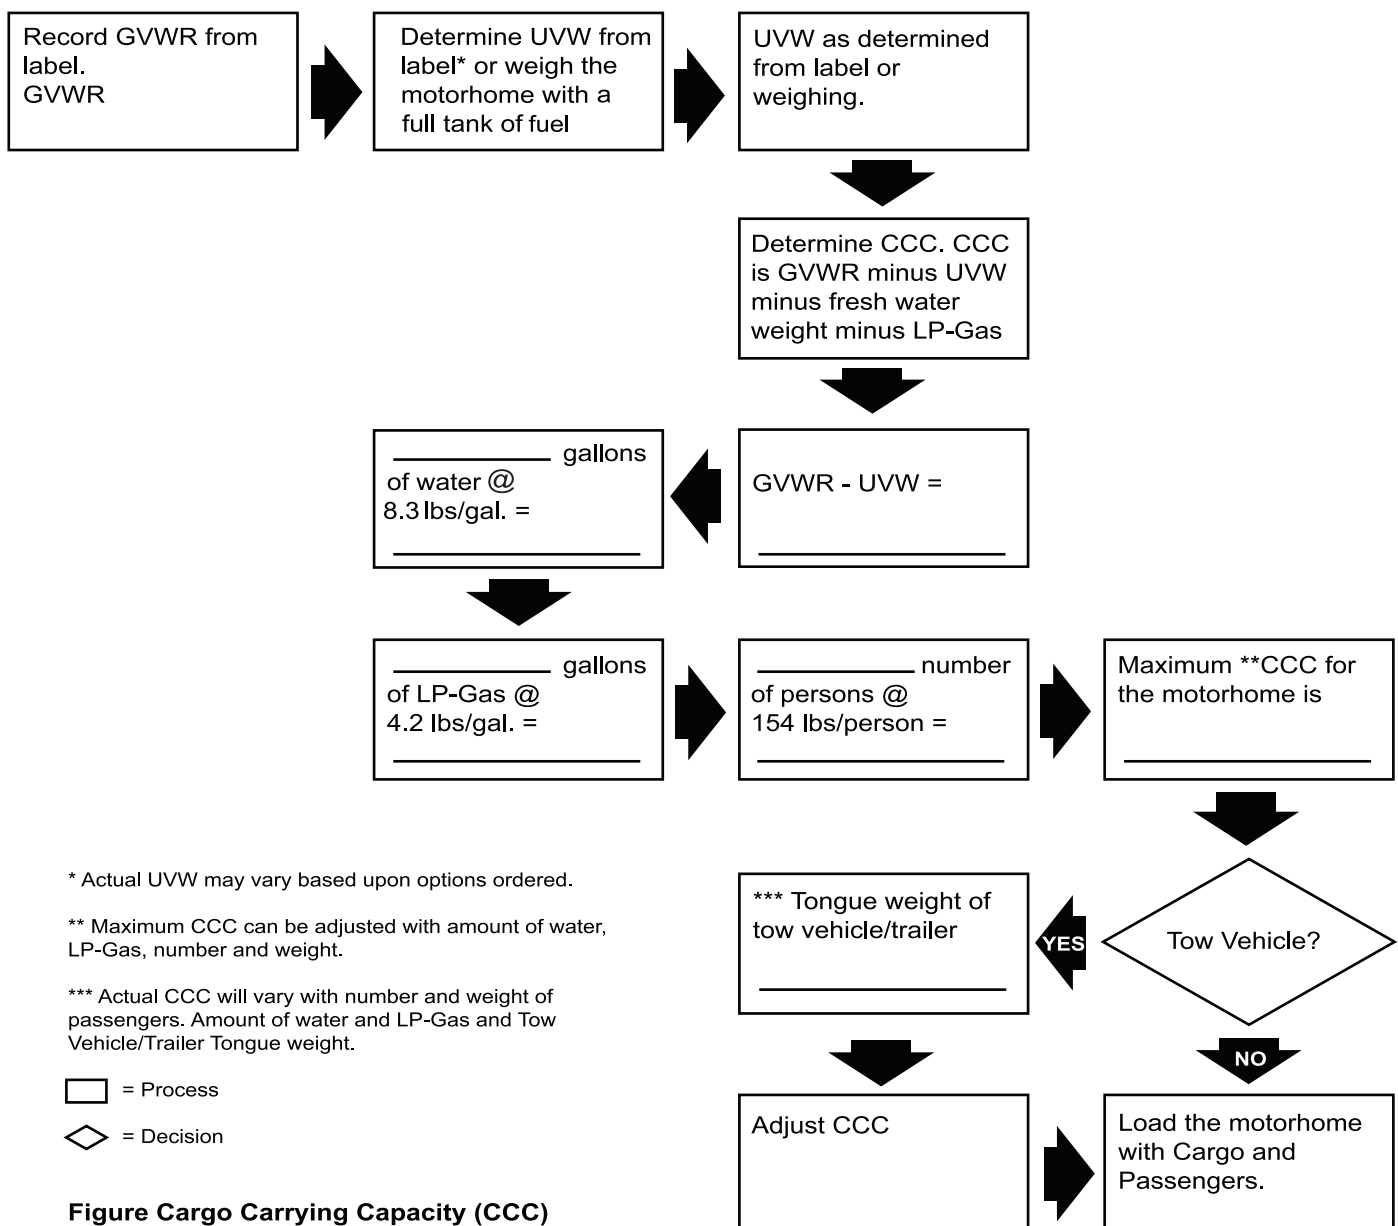 Record GVWR from
label.
GVWR
Determine UVW from
label* or weigh the
motorhome with a
full tank of fuel
UVW as determined
from label or
weighing.
Determine CCC. CCC
is GVWR minus UVW
minus fresh water
weight minus LP-Gas
GVWR - UVW =
gallons
of water @
8.3 lbs/gal. =
gallons
of LP-Gas @
4.2 lbs/gal. =
number
of persons @
154 lbs/person =
Maximum **CCC for
the motorhome is
Tow Vehicle?
YES
*** Tongue weight of
tow vehicle/trailer
NO
Adjust CCC
Load the motorhome
with Cargo and
Passengers.
* Actual UVW may vary based upon options ordered.
** Maximum CCC can be adjusted with amount of water,
LP-Gas, number and weight.
*** Actual CCC will vary with number and weight of
passengers. Amount of water and LP-Gas and Tow
Vehicle/Trailer Tongue weight.
= Process
= Decision
Figure Cargo Carrying Capacity (CCC)